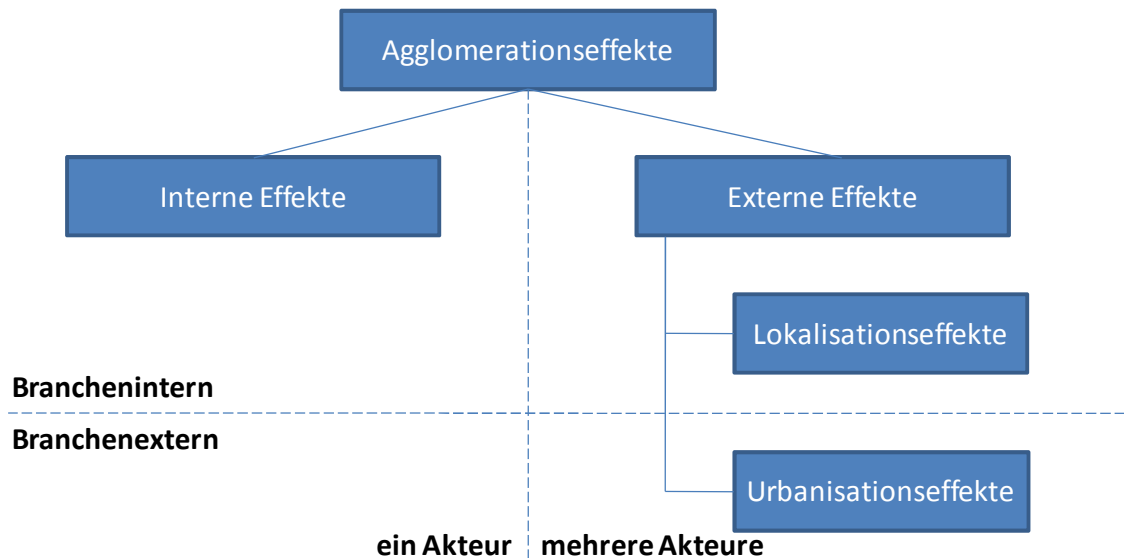 Agglomerationseffekte
Interne Effekte
Externe Effekte
Lokalisationseffekte
Branchenintern
Branchenextern
Urbanisationseffekte
ein Akteur
mehrere Akteure